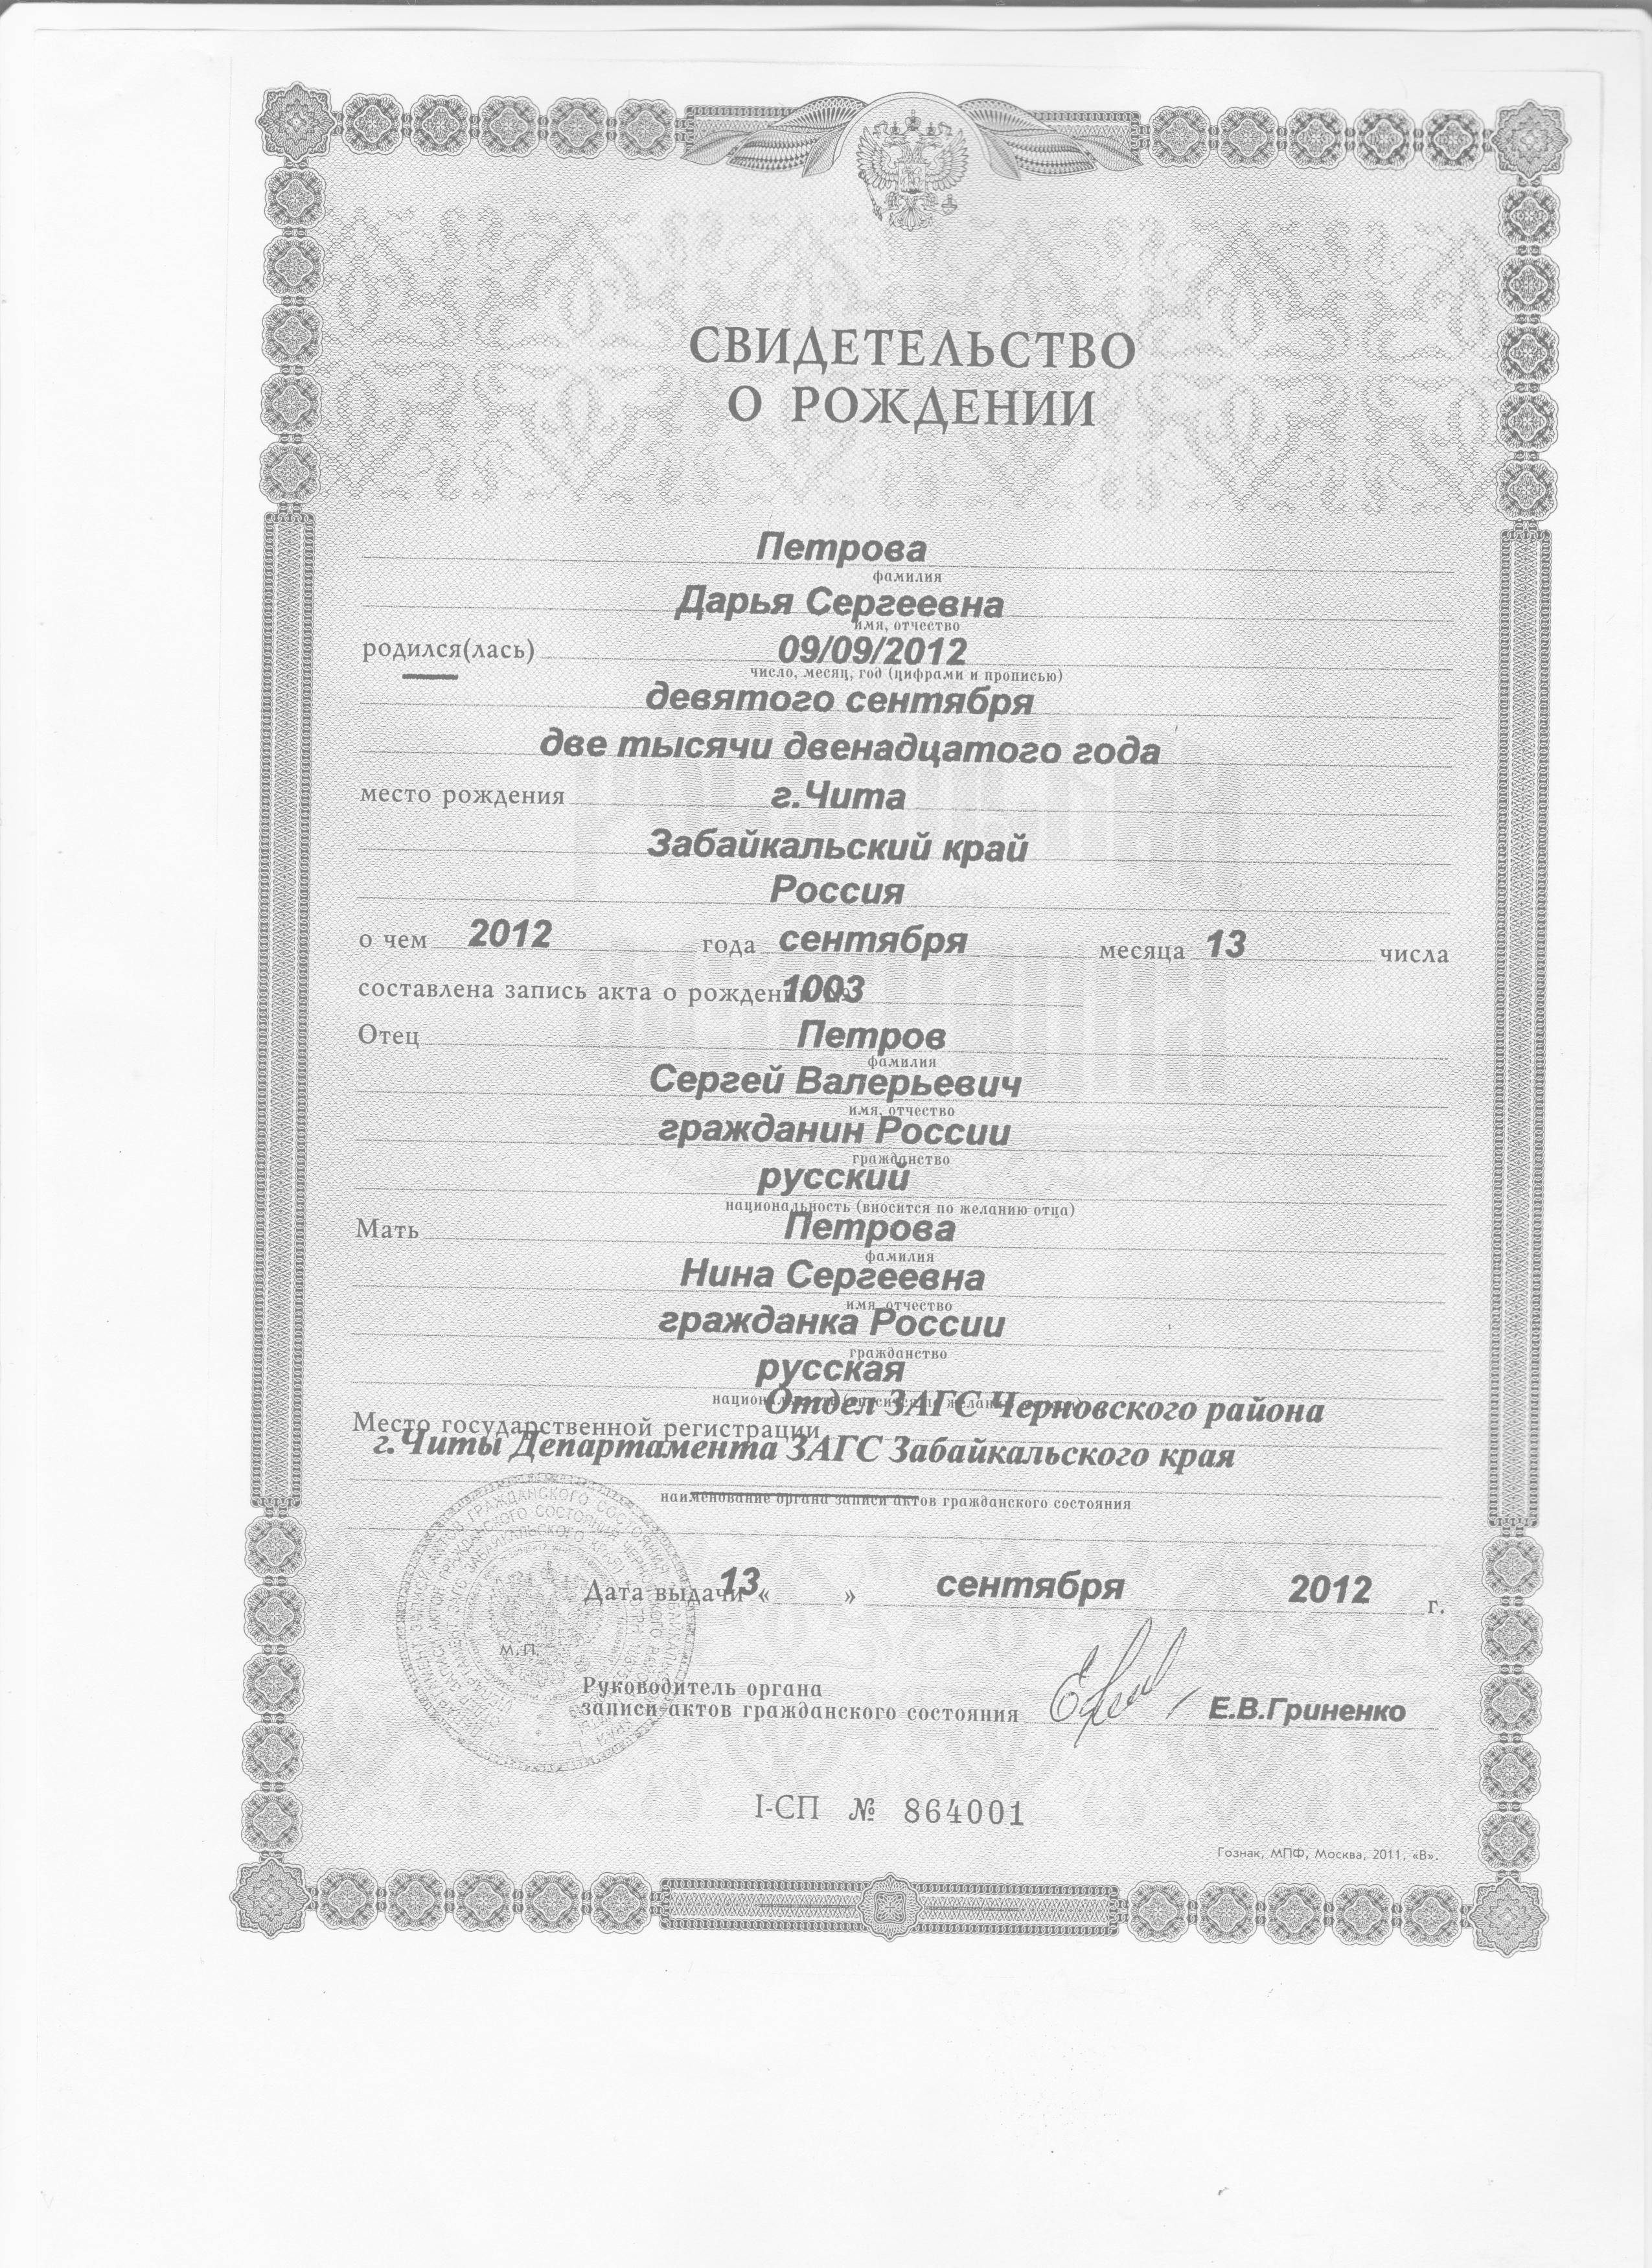 СВИДЕТЕЛЬСТВО
О РОЖДЕНИИ
Петрова
фамилия
Дарья Сергеевна
имя, отчество
родился(лась) 09/09/2012
число, месяц, год (цифрами и прописью)
девятого сентября
две тысячи двенадцатого года
место рождения г.Чита
Забайкальский край
Россия
о чем 2012 года сентября месяца 13 числа
составлена запись акта о рождении № 1003
Отец Петров
фамилия
Сергей Валерьевич
имя, отчество
гражданин России
гражданство
русский
национальность (вносится по желанию отца)
Мать Петрова
фамилия
Нина Сергеевна
имя, отчество
гражданка России
гражданство
русская
Место государственной регистрации Отдел ЗАГС Черновского района
г.Читы Департамента ЗАГС Забайкальского края
наименование органа записи актов гражданского состояния
Дата выдачи « 13 » сентября 2012 г.
М.П.
Руководитель органа
записи актов гражданского состояния Е.В.Гриненко
I-СП № 864001
Гознак, МПФ, Москва, 2011, «В».